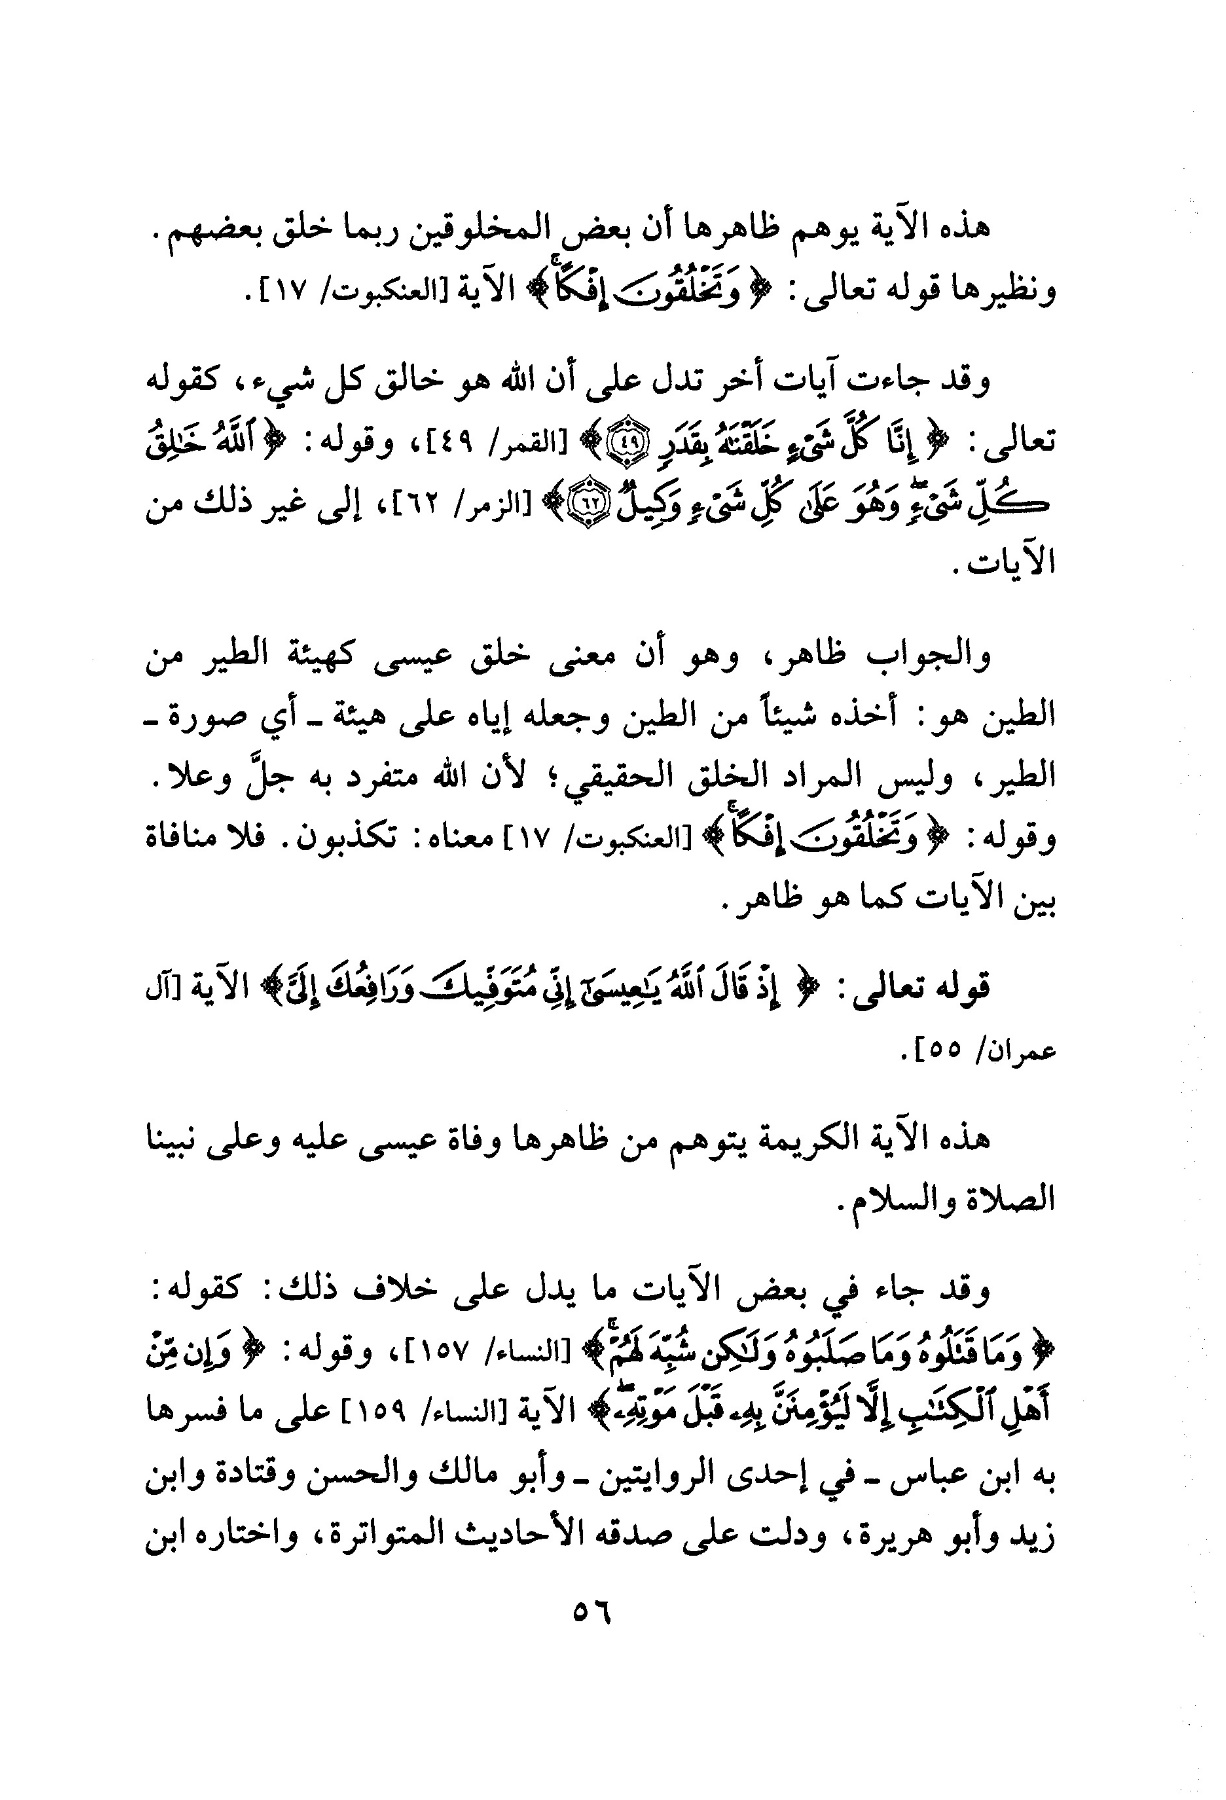 هذه الآية يوهم ظاهرها أن بعض المخلوقين ربما خلق بعضهم.
ونظيرها قوله تعالى: ﴿وَتَخْلُقُونَ إِفْكًاۚ﴾ الآية [العنكبوت/ ١٧].
وقد جاءت آيات أخر تدل على أن الله هو خالق كل شيء، كقوله
تعالى: ﴿إِنَّا كُلَّ شَيْءٍ خَلَقْنَٰهُ بِقَدَرٍ ٤٩﴾ [القمر/ ٤٩]، وقوله: ﴿ٱللَّهُ خَٰلِقُ
كُلِّ شَيْءٍۖ وَهُوَ عَلَىٰ كُلِّ شَيْءٍ وَكِيلٌ ٦٢﴾ [الزمر/ ٦٢]، إلى غير ذلك من
الآيات.
والجواب ظاهر، وهو أن معنى خلق عيسى كهيئة الطير من
الطين هو: أخذه شيئاً من الطين وجعله إياه على هيئة ـ أي صورة ـ
الطير، وليس المراد الخلق الحقيقي؛ لأن الله متفرد به جلَّ وعلا.
وقوله: ﴿وَتَخْلُقُونَ إِفْكًاۚ﴾ [العنكبوت/ ١٧] معناه: تكذبون. فلا منافاة
بين الآيات كما هو ظاهر.
قوله تعالى: ﴿إِذْ قَالَ ٱللَّهُ يَٰعِيسَىٰٓ إِنِّي مُتَوَفِّيكَ وَرَافِعُكَ إِلَيَّ﴾ الآية [آل
عمران/ ٥٥].
هذه الآية الكريمة يتوهم من ظاهرها وفاة عيسى عليه وعلى نبينا
الصلاة والسلام.
وقد جاء في بعض الآيات ما يدل على خلاف ذلك: كقوله:
﴿وَمَا قَتَلُوهُ وَمَا صَلَبُوهُ وَلَٰكِن شُبِّهَ لَهُمْۚ﴾ [النساء/ ١٥٧]، وقوله: ﴿وَإِن مِّنْ
أَهْلِ ٱلْكِتَٰبِ إِلَّا لَيُؤْمِنَنَّ بِهِۦ قَبْلَ مَوْتِهِۦۖ﴾ الآية [النساء/ ١٥٩] على ما فسرها
به ابن عباس ـ في إحدى الروايتين ـ وأبو مالك والحسن وقتادة وابن
زيد وأبو هريرة، ودلت على صدقه الأحاديث المتواترة، واختاره ابن
٥٦